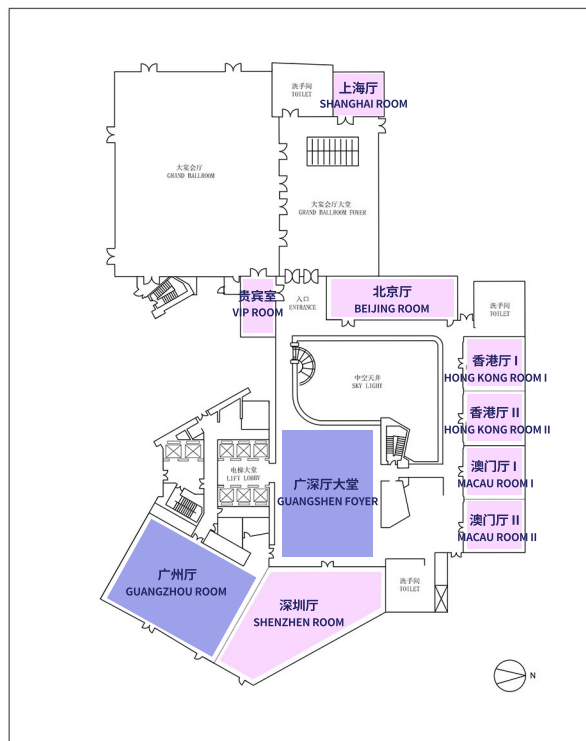 洗手间
TOILET
上海厅
SHANGHAI ROOM
大宴会厅
GRAND BALLROOM
大宴会厅大堂
GRAND BALLROOM FOYER
贵宾室
VIP ROOM
入口
ENTRANCE
北京厅
BEIJING ROOM
洗手间
TOILET
香港厅 I
HONG KONG ROOM I
中空天井
SKY LIGHT
香港厅 II
HONG KONG ROOM II
电梯大堂
LIFT LOBBY
广深厅大堂
GUANGSHEN FOYER
澳门厅 I
MACAU ROOM I
澳门厅 II
MACAU ROOM II
广州厅
GUANGZHOU ROOM
深圳厅
SHENZHEN ROOM
洗手间
TOILET
N